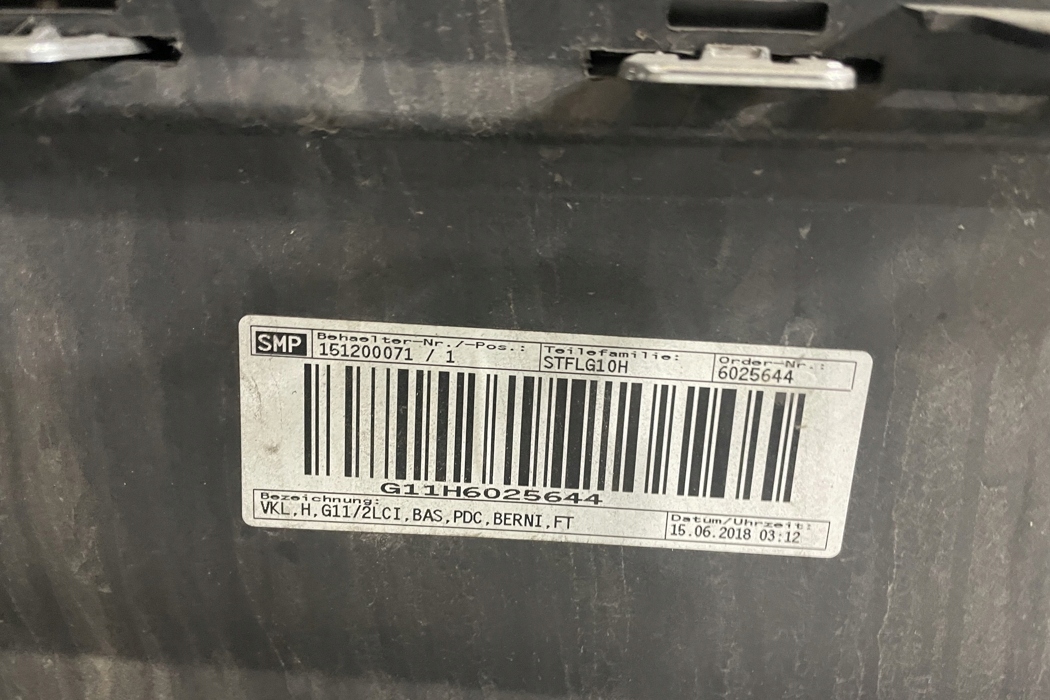 SMP
Behaelter-Nr./-Pos.:
151200071 / 1
Teilefamilie:
STFLG10H
Order-Nr.:
6025644
G11H6025644
Bezeichnung:
VKL,H,G11/2LCI,BAS,PDC,BERNI,FT
Datum/Uhrzeit:
15.06.2018 03:12